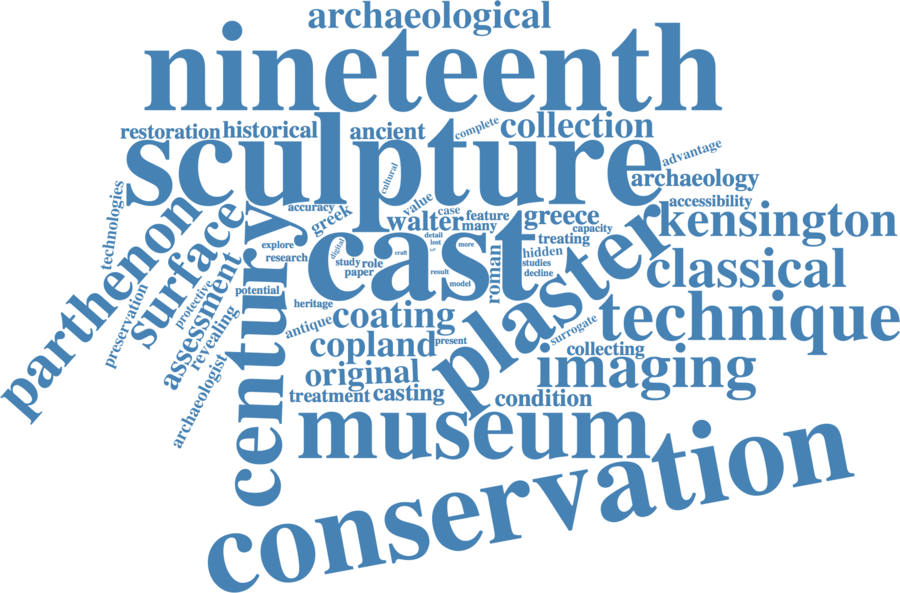 archaeological
nineteenth
restoration
historical
ancient
complete
collection
sculpture
advantage
archaeology
cultural
accessibility
technologies
accuracy
greek
value
case
walter
feature
many
greece
capacity
kensington
parthenon
surface
century
explore
research
digital
detail
lost
more
craft
cast
treating
hidden
studies
decline
roman
study
role
paper
result
model
classical
plaster
potential
heritage
protective
preservation
assessment
revealing
archaeologist
antique
coating
copland
present
surrogate
technique
collecting
imaging
original
treatment
casting
condition
museum
conservation